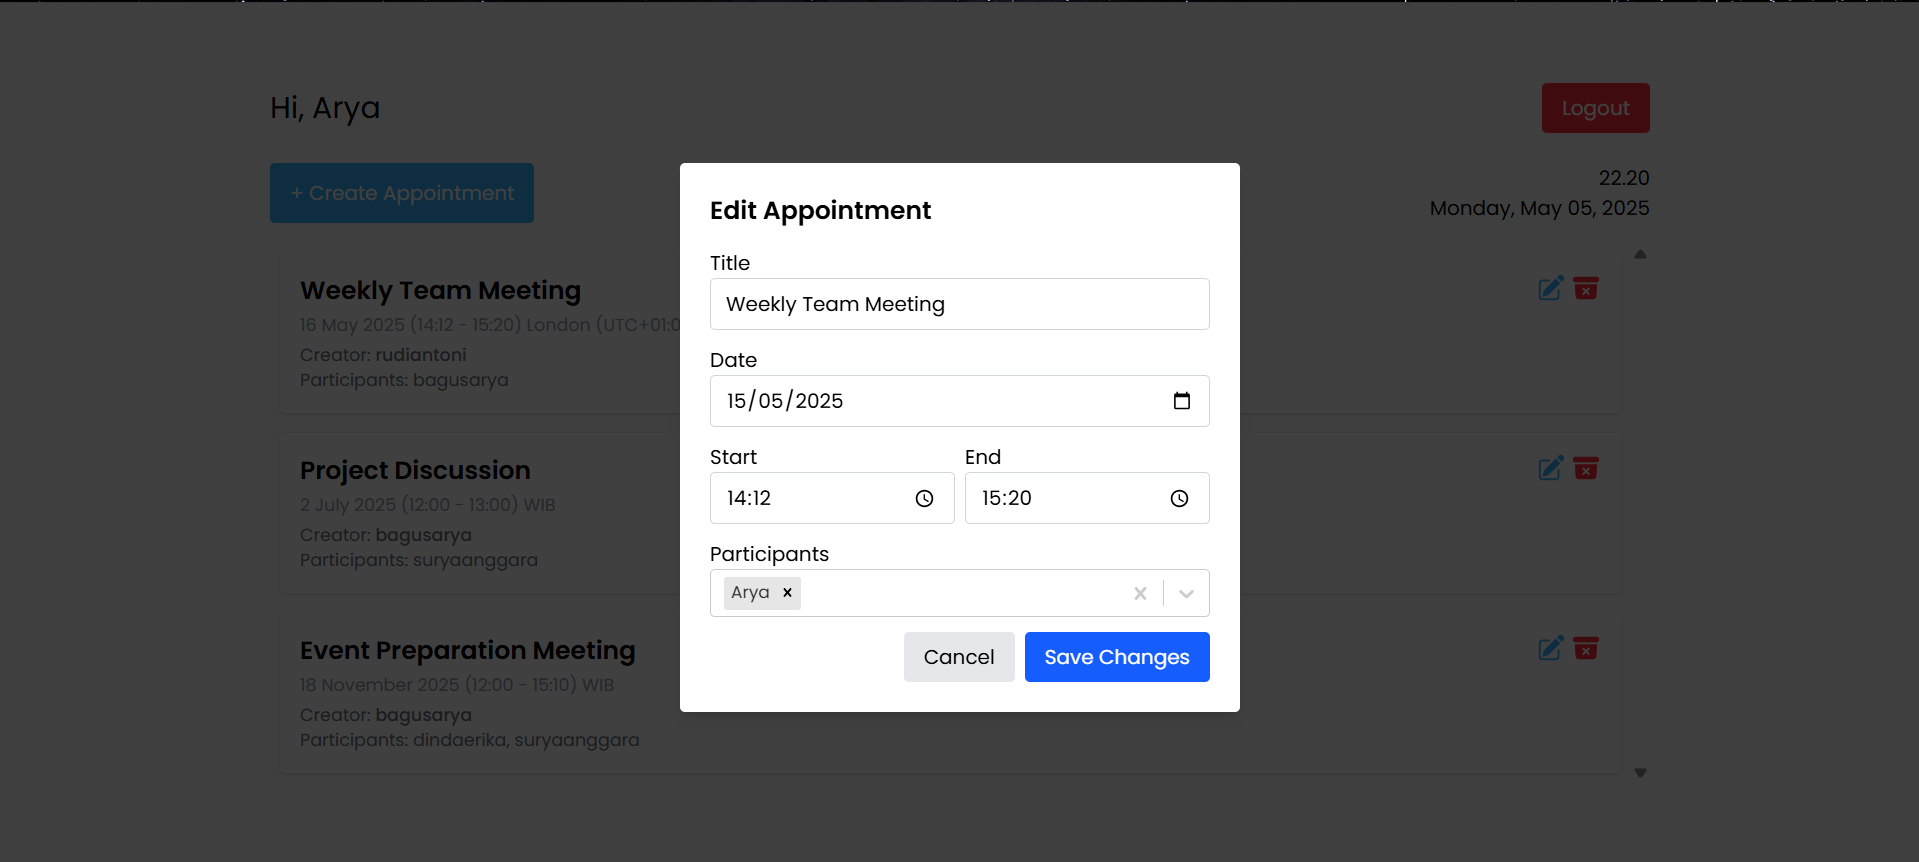 Hi, Arya
Logout
+ Create Appointment
22.20
Monday, May 05, 2025
Weekly Team Meeting
16 May 2025 (14:12 - 15:20) London (UTC+01:0
Creator: rudiantoni
Participants: bagusarya
Project Discussion
2 July 2025 (12:00 - 13:00) WIB
Creator: bagusarya
Participants: suryaanggara
Event Preparation Meeting
18 November 2025 (12:00 - 15:10) WIB
Creator: bagusarya
Participants: dindaerika, suryaanggara
Edit Appointment
Title
Weekly Team Meeting
Date
15/05/2025
Start End
14:12 15:20
Participants
Arya
Cancel Save Changes